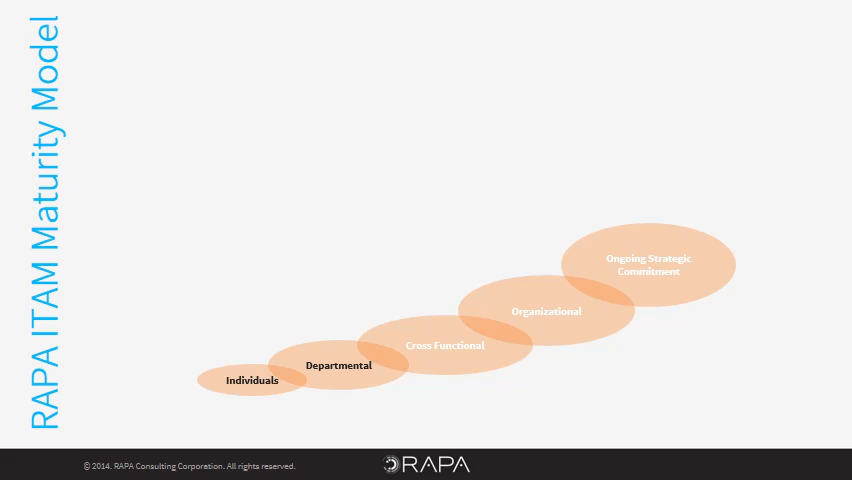 RAPA ITAM Maturity Model
Ongoing Strategic
Commitment
Organizational
Cross Functional
Departmental
Individuals
© 2014. RAPA Consulting Corporation. All rights reserved.
RAPA